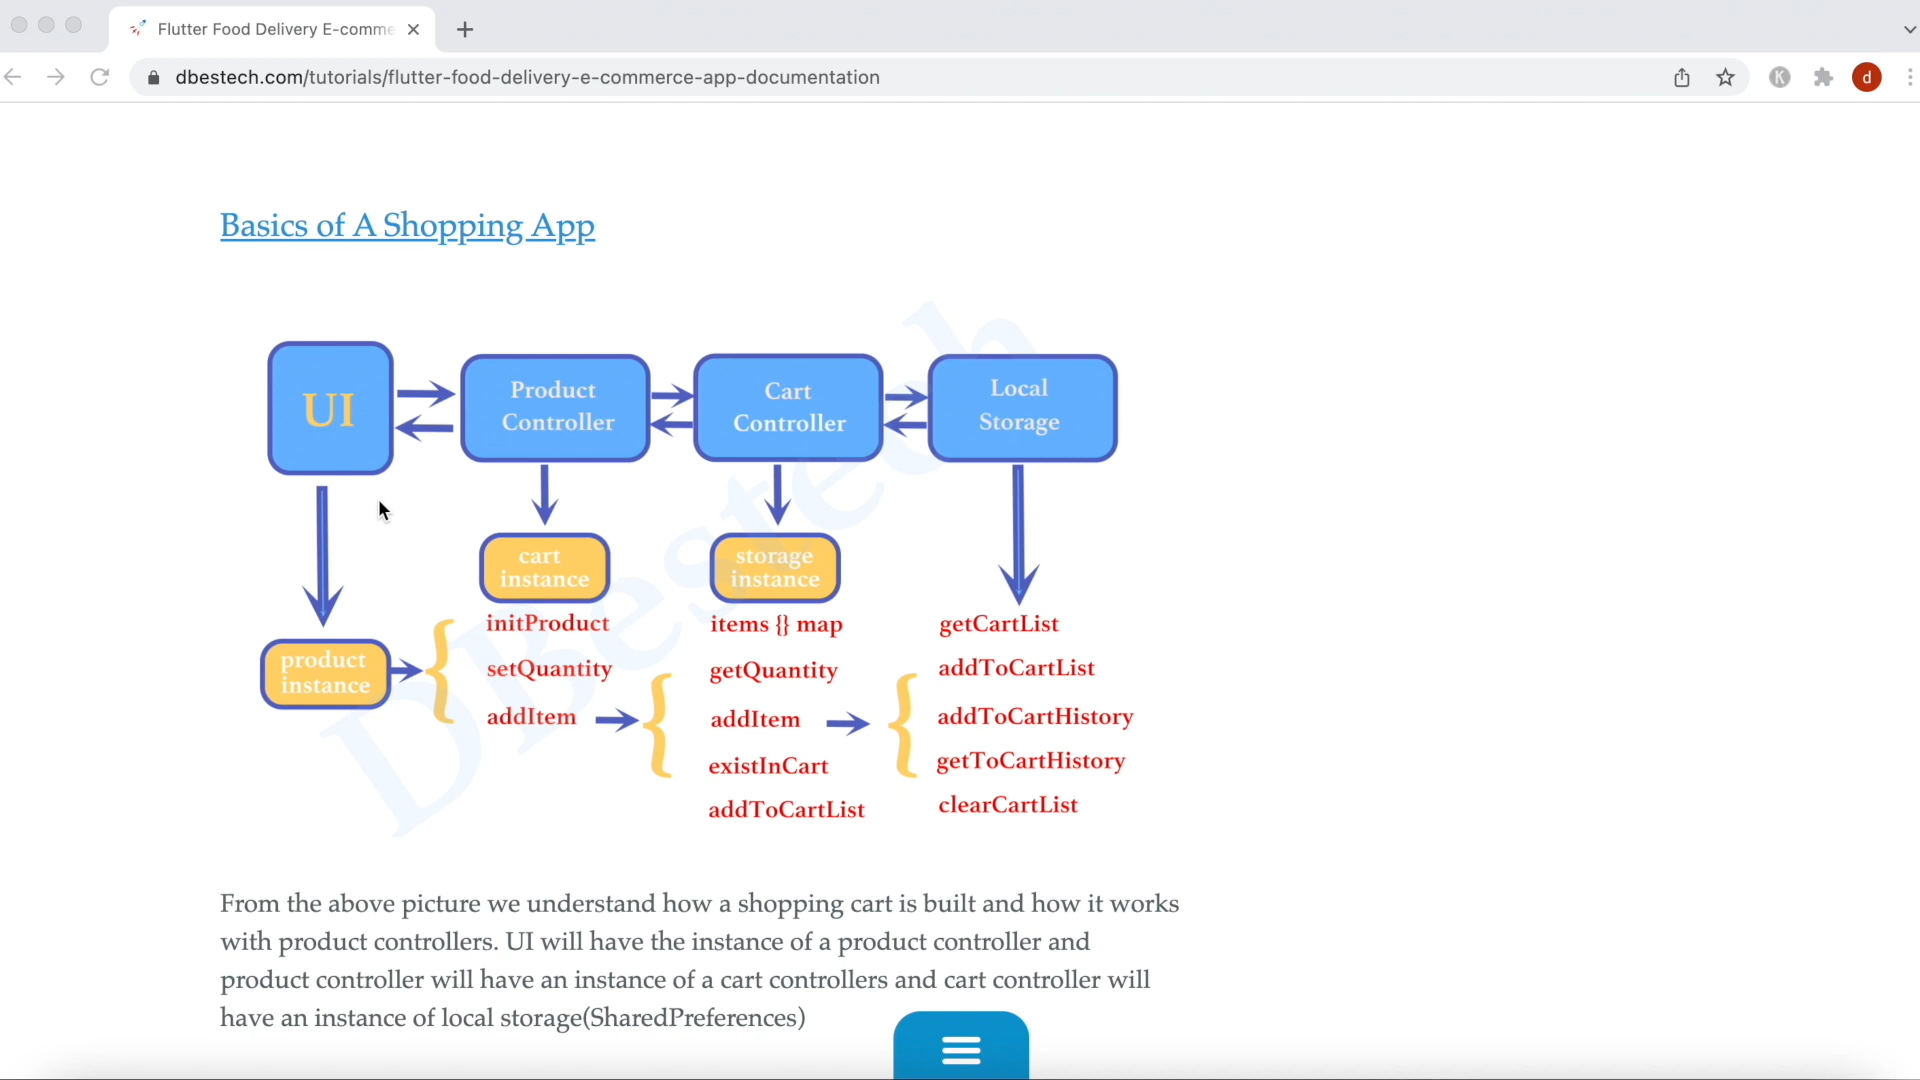 Flutter Food Delivery E-comme
dbestech.com/tutorials/flutter-food-delivery-e-commerce-app-documentation
K
d
Basics of A Shopping App
UI
Product
Controller
Cart
Controller
Local
Storage
cart
instance
storage
instance
product
instance
initProduct
setQuantity
addItem
items {} map
getQuantity
addItem
existInCart
addToCartList
getCartList
addToCartList
addToCartHistory
getToCartHistory
clearCartList
DBestech
From the above picture we understand how a shopping cart is built and how it works
with product controllers. UI will have the instance of a product controller and
product controller will have an instance of a cart controllers and cart controller will
have an instance of local storage(SharedPreferences)